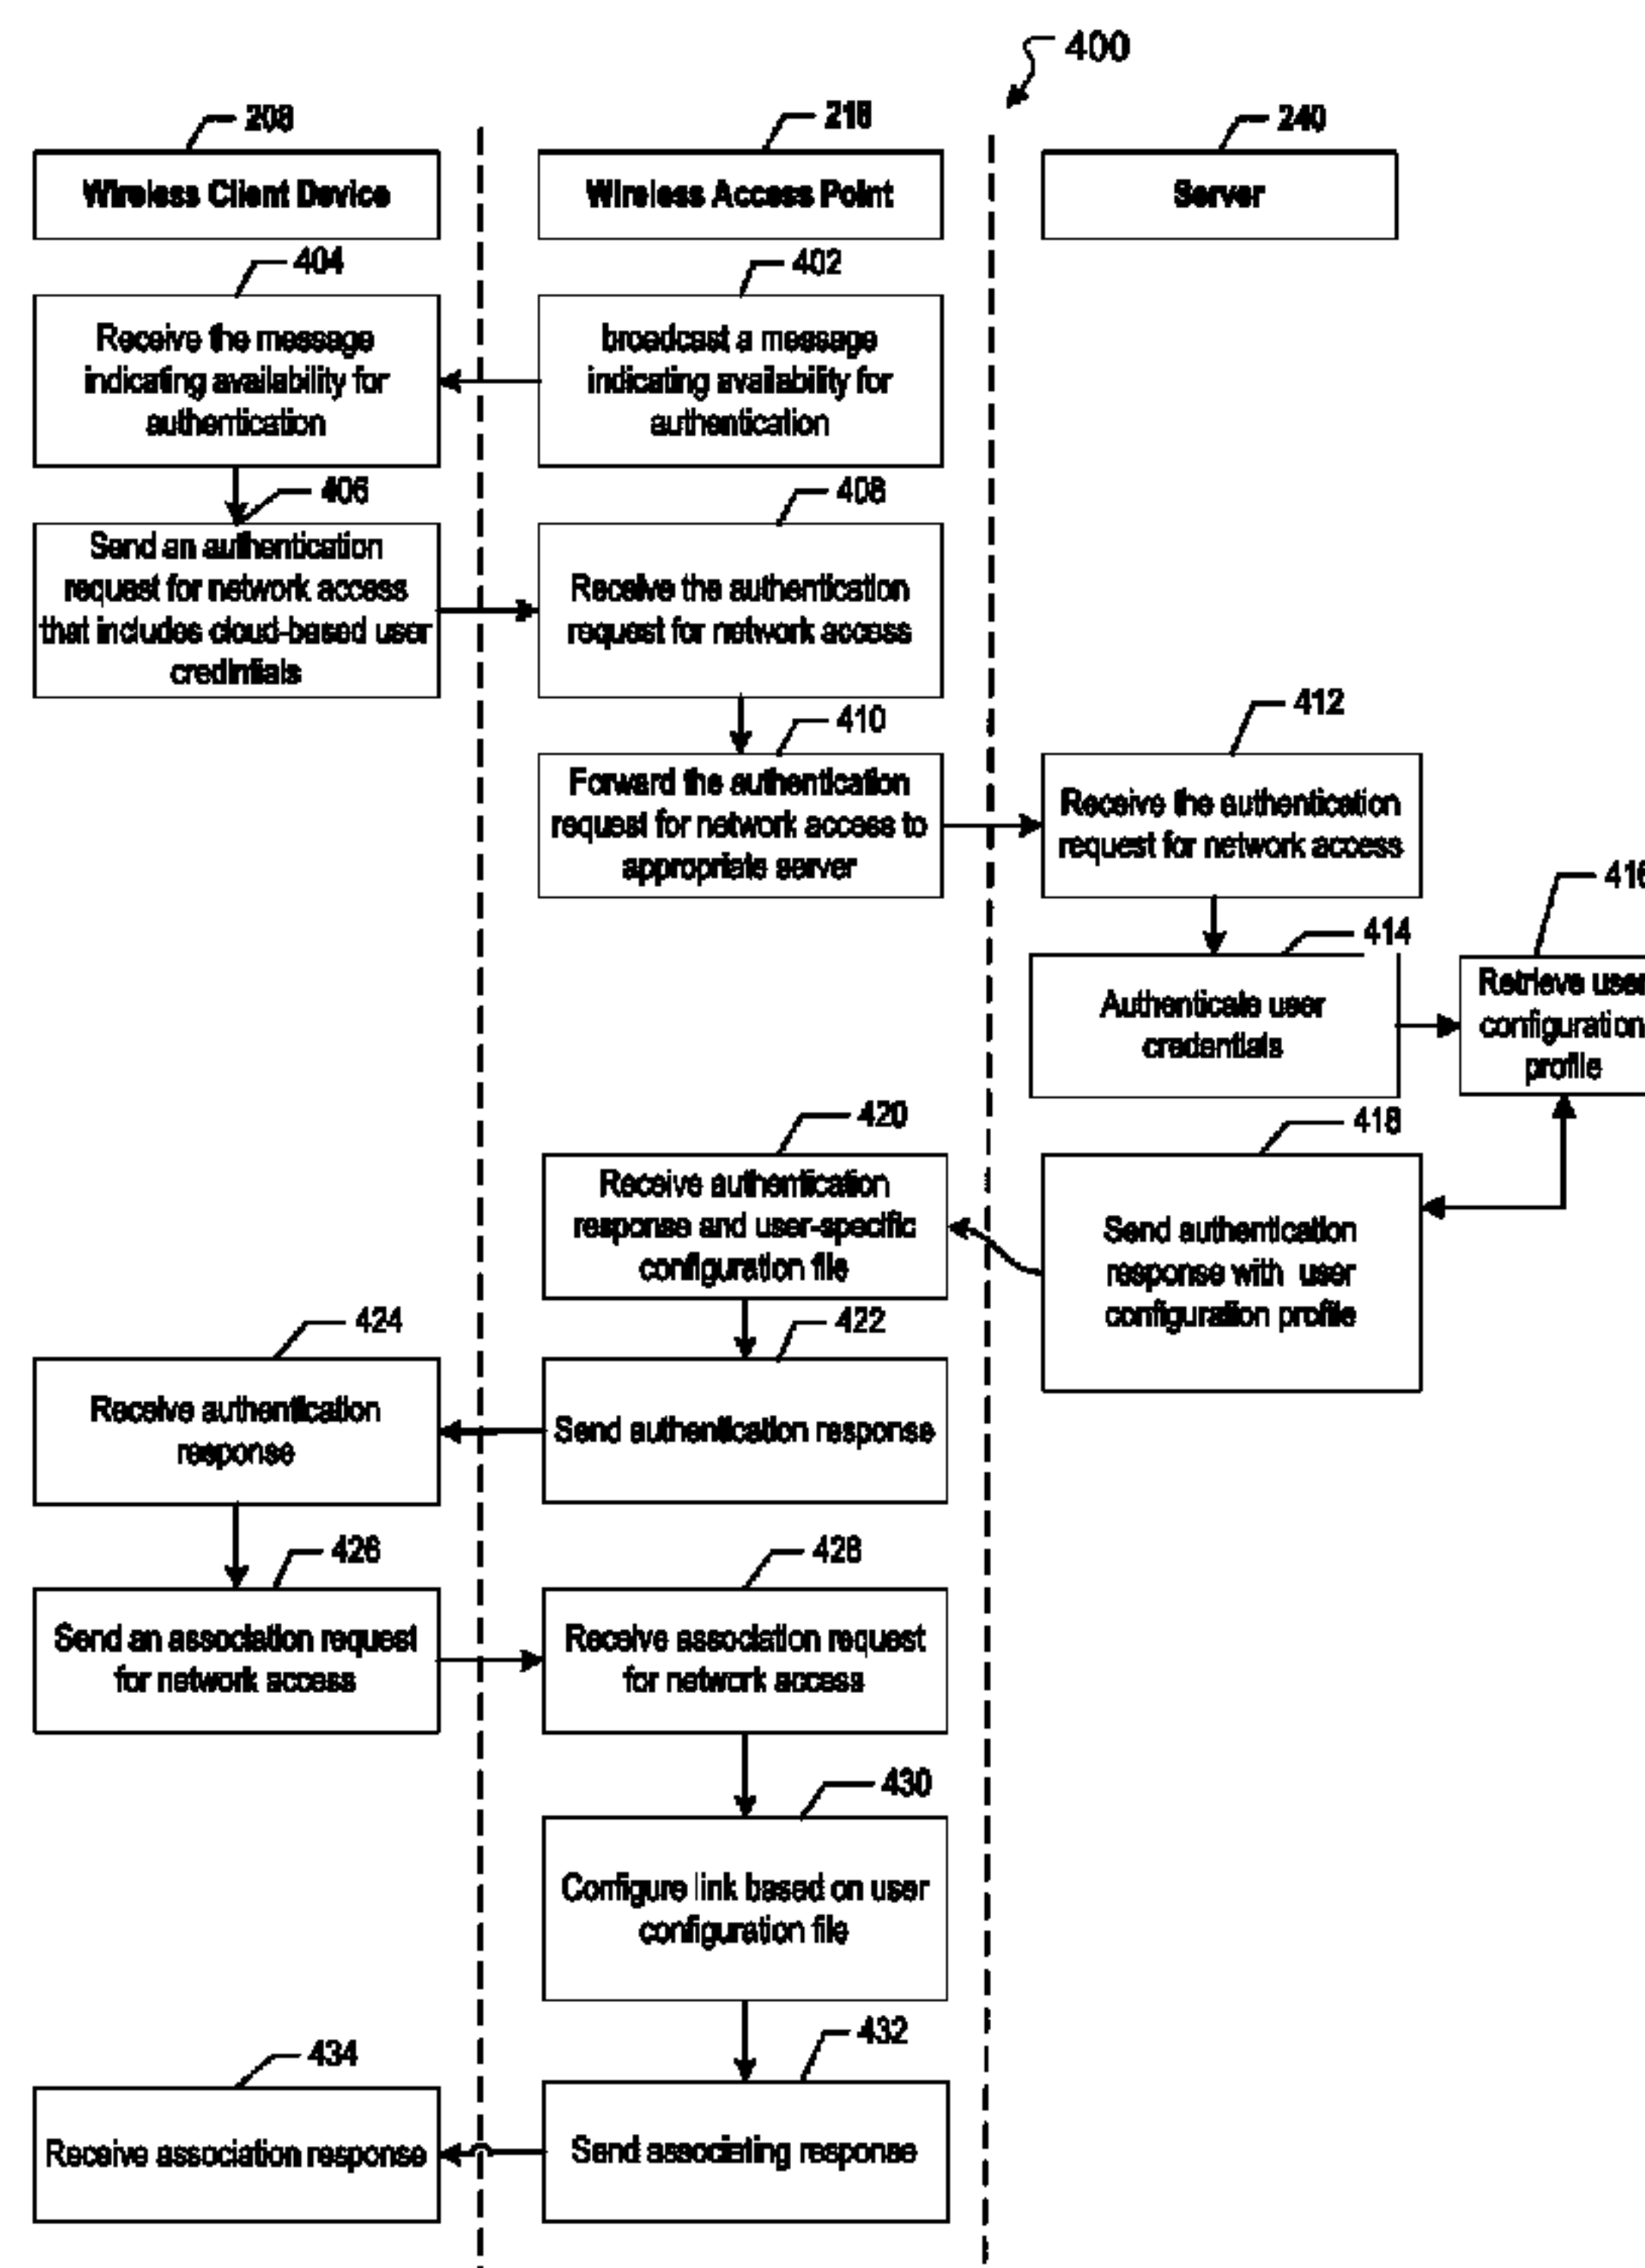 400
203
216
240
Wireless Client Device
Wireless Access Point
Server
404
402
Receive the message
indicating availability for
authentication
broadcast a message
indicating availability for
authentication
406
408
Send an authentication
request for network access
that includes cloud-based user
credintials
Receive the authentication
request for network access
410
412
Forward the authentication
request for network access to
appropriate server
Receive the authentication
request for network access
416
414
Authenticate user
credentials
Retrieve user
configuration
profile
420
418
Receive authentication
response and user-specific
configuration file
Send authentication
response with user
configuration profile
424
422
Receive authentication
response
Send authentication response
426
428
Send an association request
for network access
Receive association request
for network access
430
Configure link based on user
configuration file
432
434
Receive association response
Send associating response